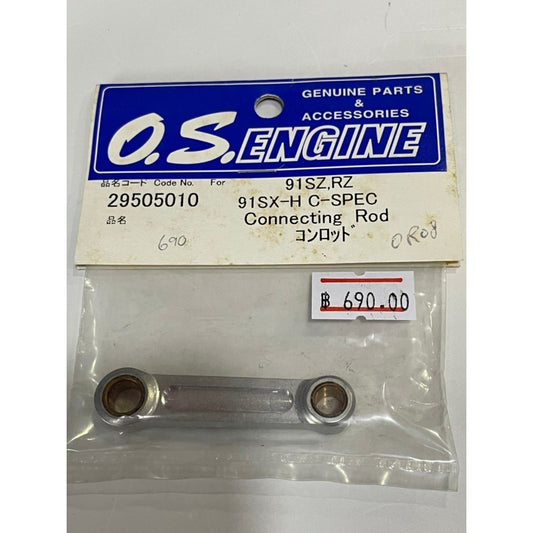 GENUINE PARTS
&
ACCESSORIES
O.S.ENGINE
品名コード Code No. For 91SZ,RZ
29505010 91SX-H C-SPEC
品名 Connecting Rod
コンロッド
690
฿ 690.00